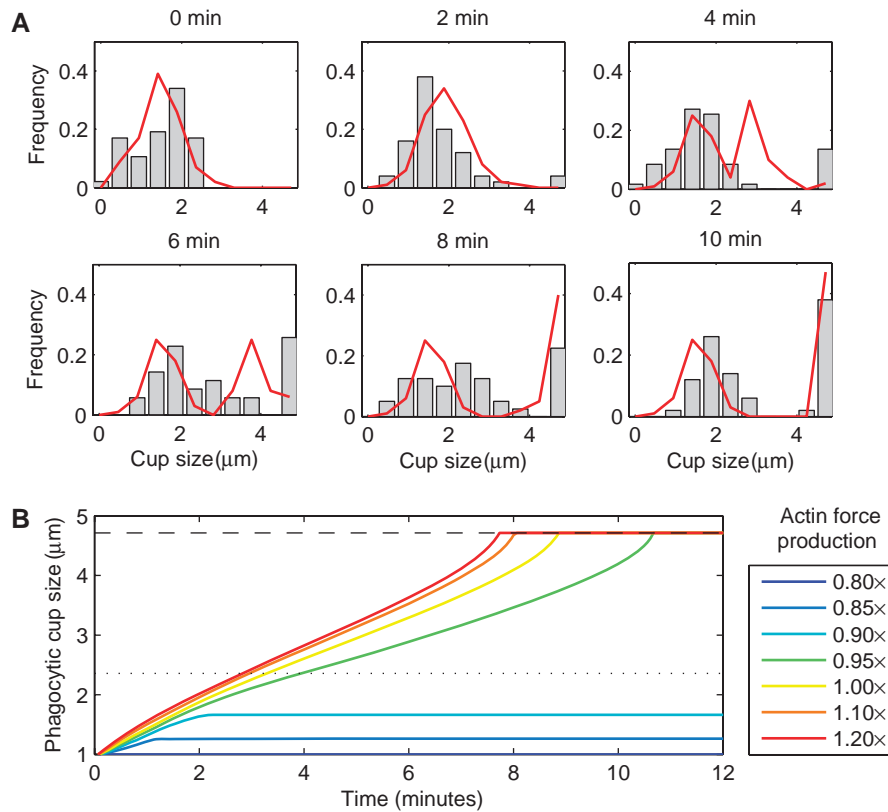 A
0 min
2 min
4 min
Frequency
0.4
0.2
0
0 2 4
0.4
0.2
0
0 2 4
0.4
0.2
0
0 2 4
6 min
8 min
10 min
Frequency
0.4
0.2
0
0 2 4
Cup size(μm)
0.4
0.2
0
0 2 4
Cup size(μm)
0.4
0.2
0
0 2 4
Cup size(μm)
B
Phagocytic cup size (μm)
5
4
3
2
1
0 2 4 6 8 10 12
Time (minutes)
Actin force
production
0.80×
0.85×
0.90×
0.95×
1.00×
1.10×
1.20×